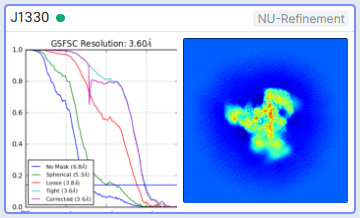 J1330
NU-Refinement
GSFSC Resolution: 3.60Å
1.0
0.8
0.6
0.4
0.2
0.0
No Mask (6.8Å)
Spherical (5.3Å)
Loose (3.8Å)
Tight (3.6Å)
Corrected (3.6Å)